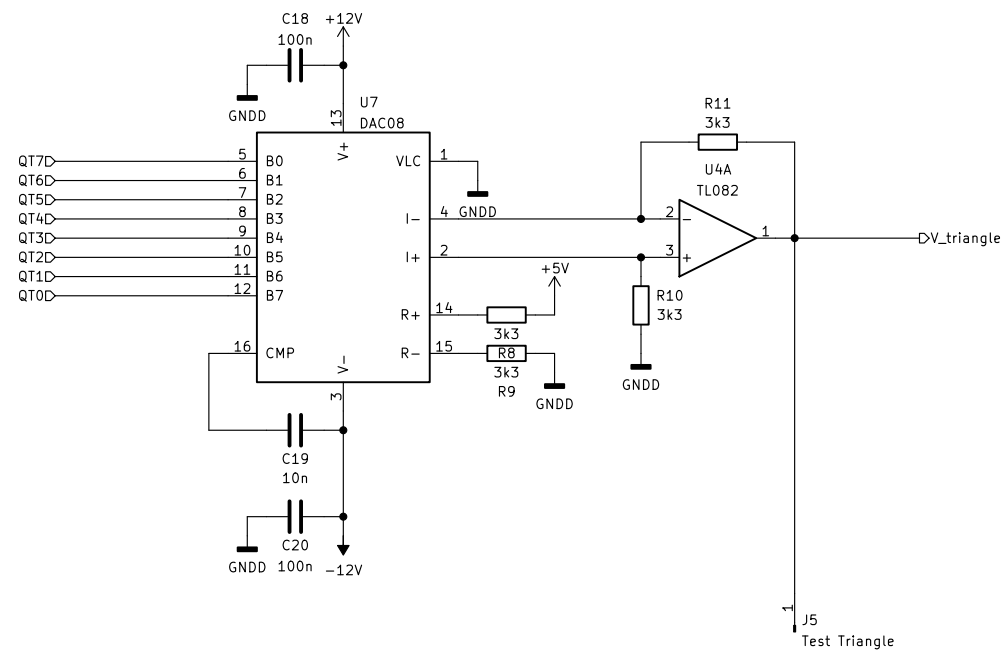 C18
100n
+12V
GNDD
U7
DAC08
13
V+
QT7
5
B0
QT6
6
B1
QT5
7
B2
QT4
8
B3
QT3
9
B4
QT2
10
B5
QT1
11
B6
QT0
12
B7
VLC
1
GNDD
I-
4
I+
2
R+
14
R-
15
16
CMP
V-
3
+5V
3k3
R8
3k3
R9
GNDD
R10
3k3
GNDD
R11
3k3
U4A
TL082
2
-
3
+
1
V_triangle
C19
10n
C20
100n
GNDD
-12V
1
J5
Test Triangle